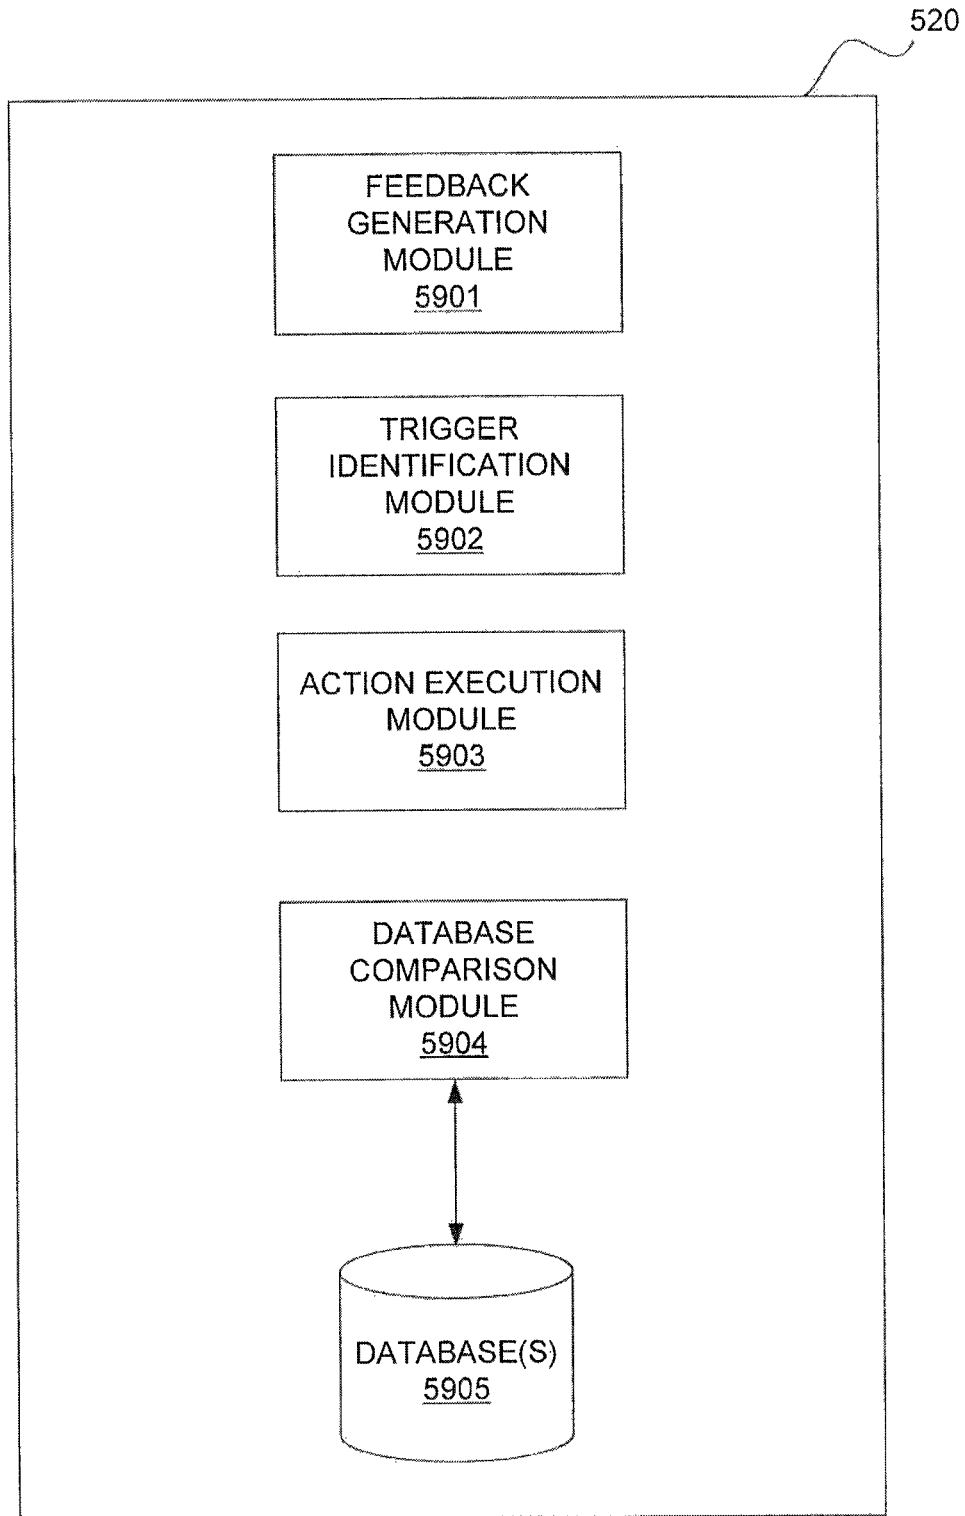 520
FEEDBACK
GENERATION
MODULE
5901
TRIGGER
IDENTIFICATION
MODULE
5902
ACTION EXECUTION
MODULE
5903
DATABASE
COMPARISON
MODULE
5904
DATABASE(S)
5905